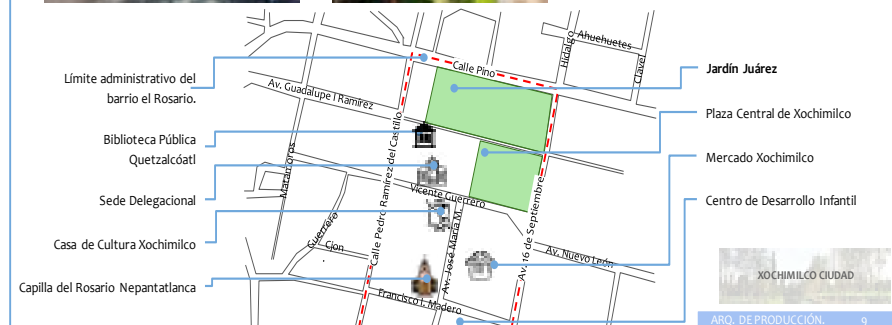 Límite administrativo del
barrio el Rosario.
Biblioteca Pública
Quetzalcóatl
Sede Delegacional
Casa de Cultura Xochimilco
Capilla del Rosario Nepantatlanca
Calle Pino
Av. Guadalupe I Ramírez
Hidalgo
Ahuehuetes
Clavel
Matamoros
Guerrero
Cjon
Calle Pedro Ramírez del Castillo
Vicente Guerrero
Av. José María M.
Av. 16 de Septiembre
Av. Nuevo León
Francisco I. Madero
Jardín Juárez
Plaza Central de Xochimilco
Mercado Xochimilco
Centro de Desarrollo Infantil
XOCHIMILCO CIUDAD
ARQ. DE PRODUCCIÓN. 9